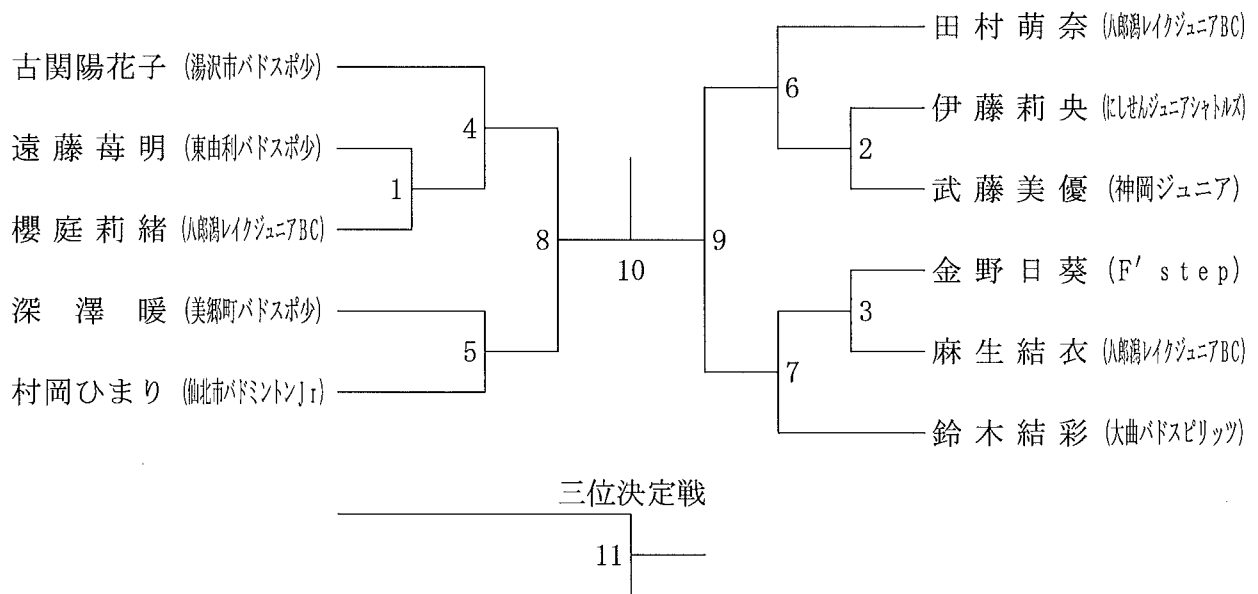 古関陽花子 (湯沢市バドスポ少)
遠藤苺明 (東由利バドスポ少)
櫻庭莉緒 (八郎潟レイクジュニアBC)
深澤暖 (美郷町バドスポ少)
村岡ひまり (仙北市バドミントンJr)
1
4
5
8
10
9
6
2
3
7
田村萌奈 (八郎潟レイクジュニアBC)
伊藤莉央 (にしせんジュニアシャトルズ)
武藤美優 (神岡ジュニア)
金野日葵 (F' step)
麻生結衣 (八郎潟レイクジュニアBC)
鈴木結彩 (大曲バドスピリッツ)
三位決定戦
11